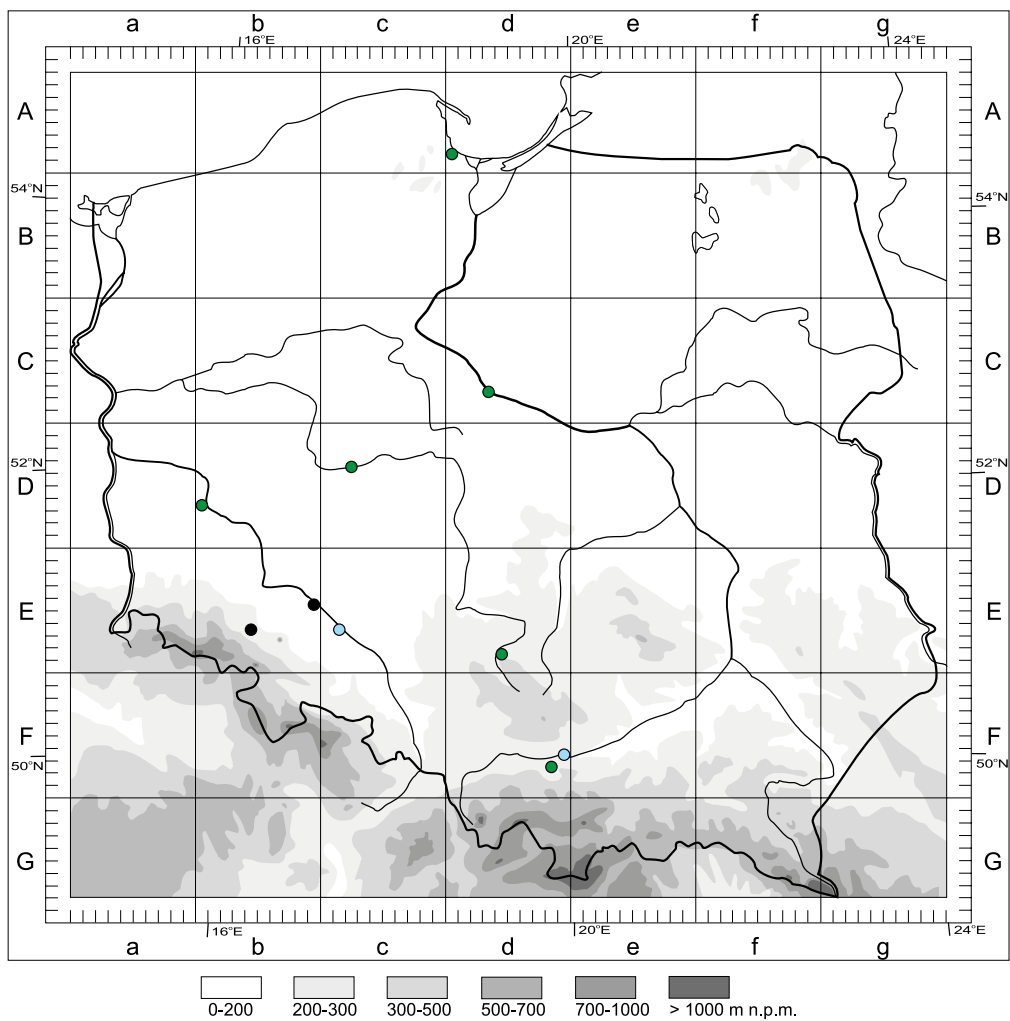 a b c d e f g
16°E 20°E 24°E
A A
54°N 54°N
B B
C C
52°N 52°N
D D
E E
F F
50°N 50°N
G G
16°E 20°E 24°E
a b c d e f g
0-200 200-300 300-500 500-700 700-1000 > 1000 m n.p.m.